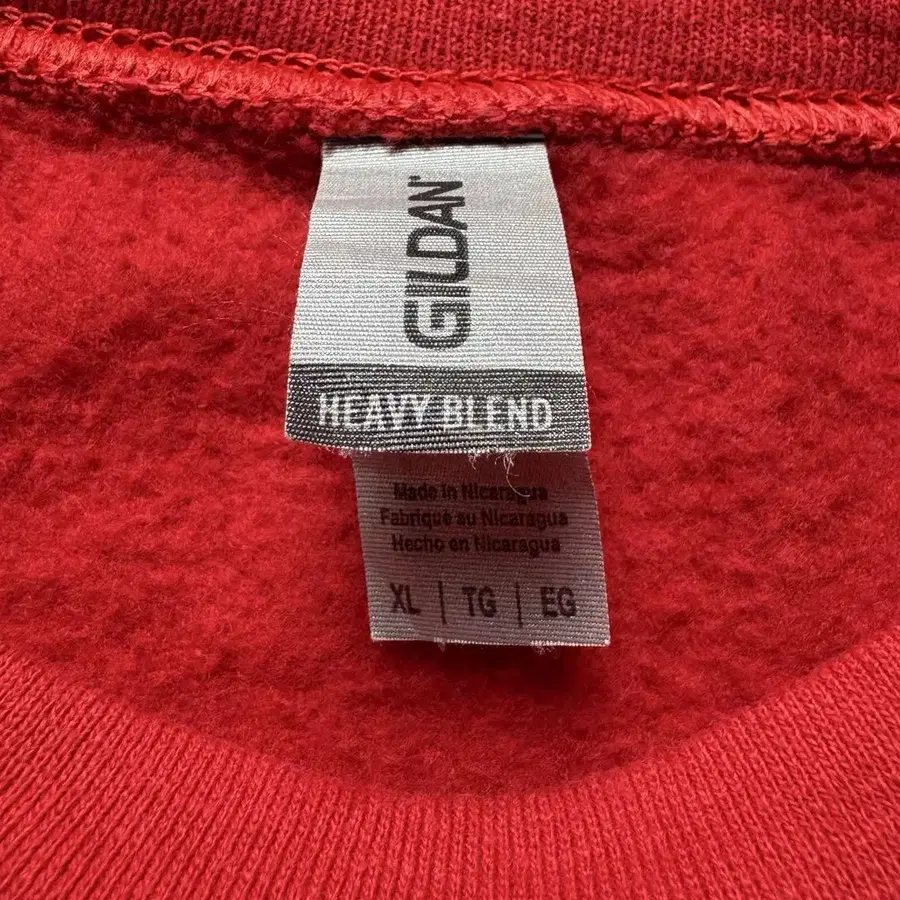 GILDAN
HEAVY BLEND
Made in Nicaragua
Fabriqué au Nicaragua
Hecho en Nicaragua
XL | TG | EG